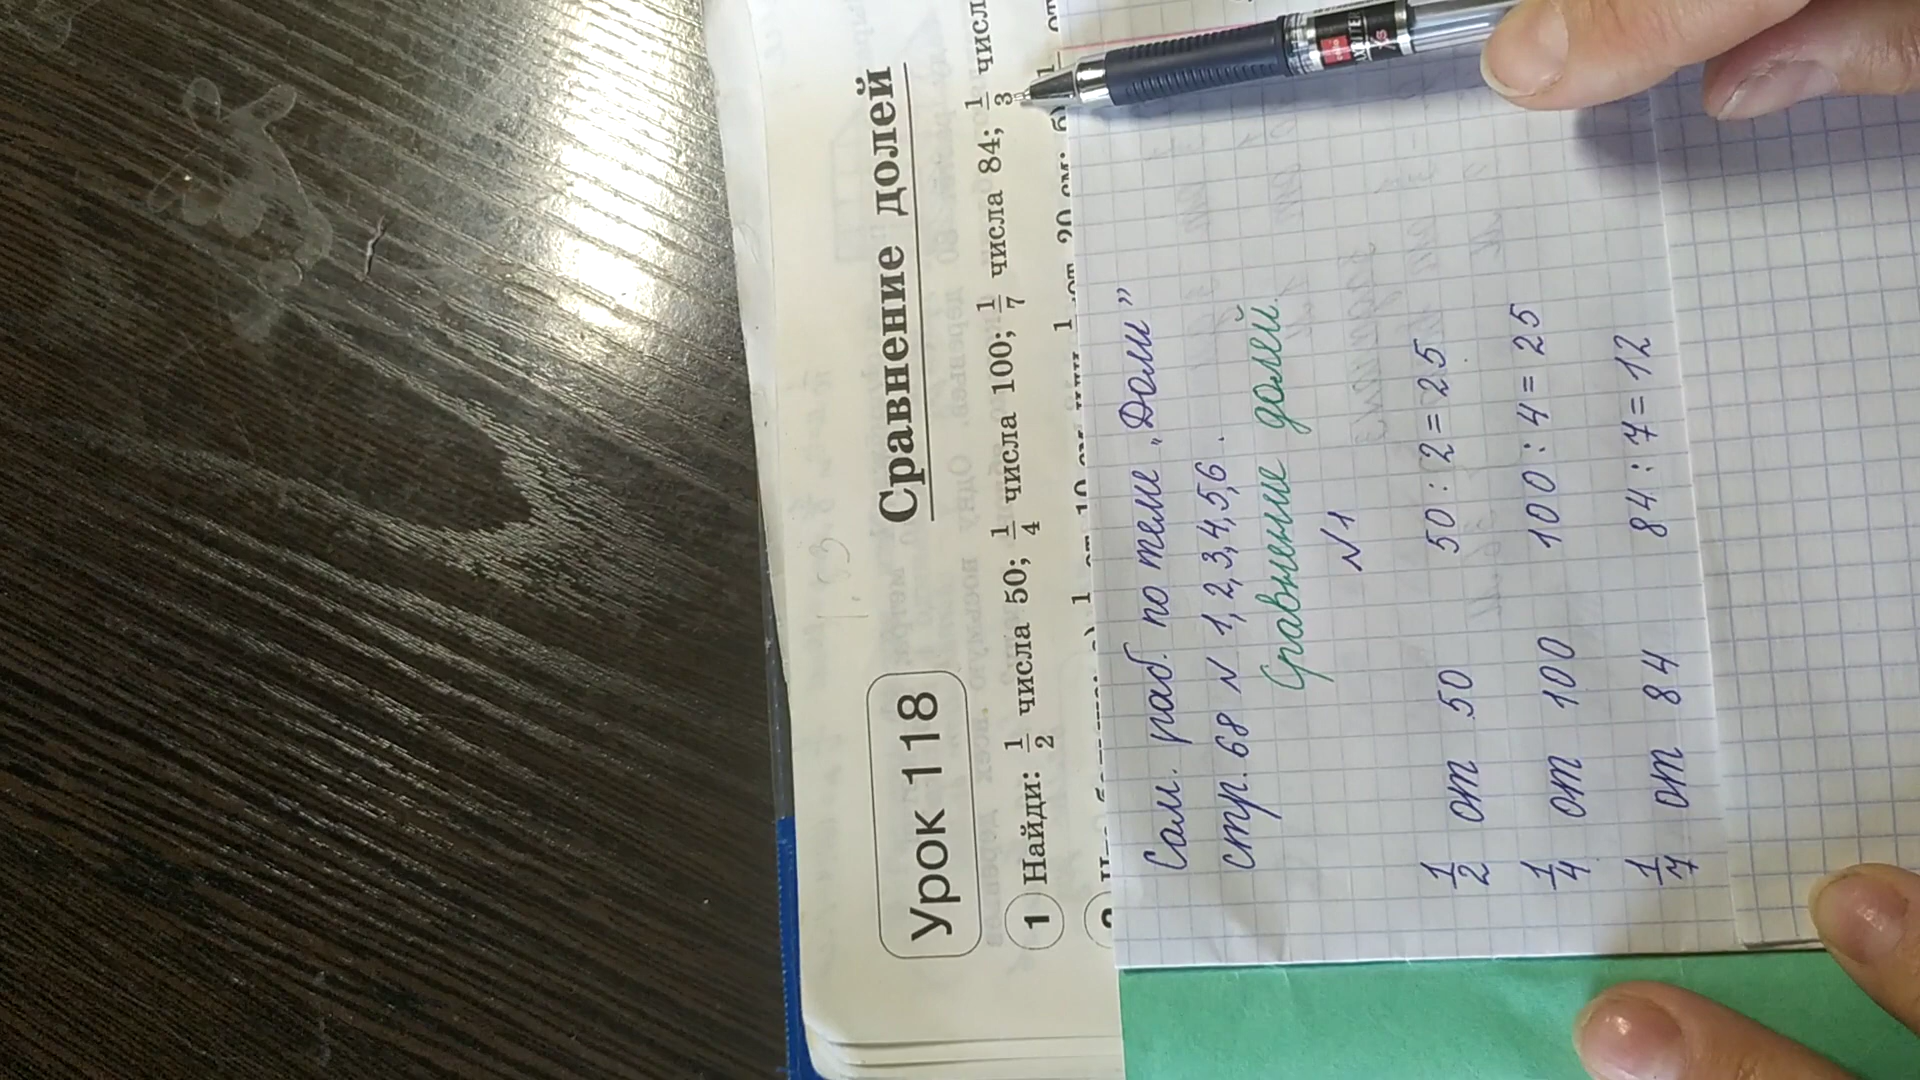 Урок 118
Сравнение долей
1 Найди: 1/2 числа 50; 1/4 числа 100; 1/7 числа 84; 1/3 числ
Сам. раб. по теме „Доли”
стр. 68 № 1, 2, 3, 4, 5, 6.
Сравнение долей.
№1
1/2 от 50 50 : 2 = 25
1/4 от 100 100 : 4 = 25
1/7 от 84 84 : 7 = 12